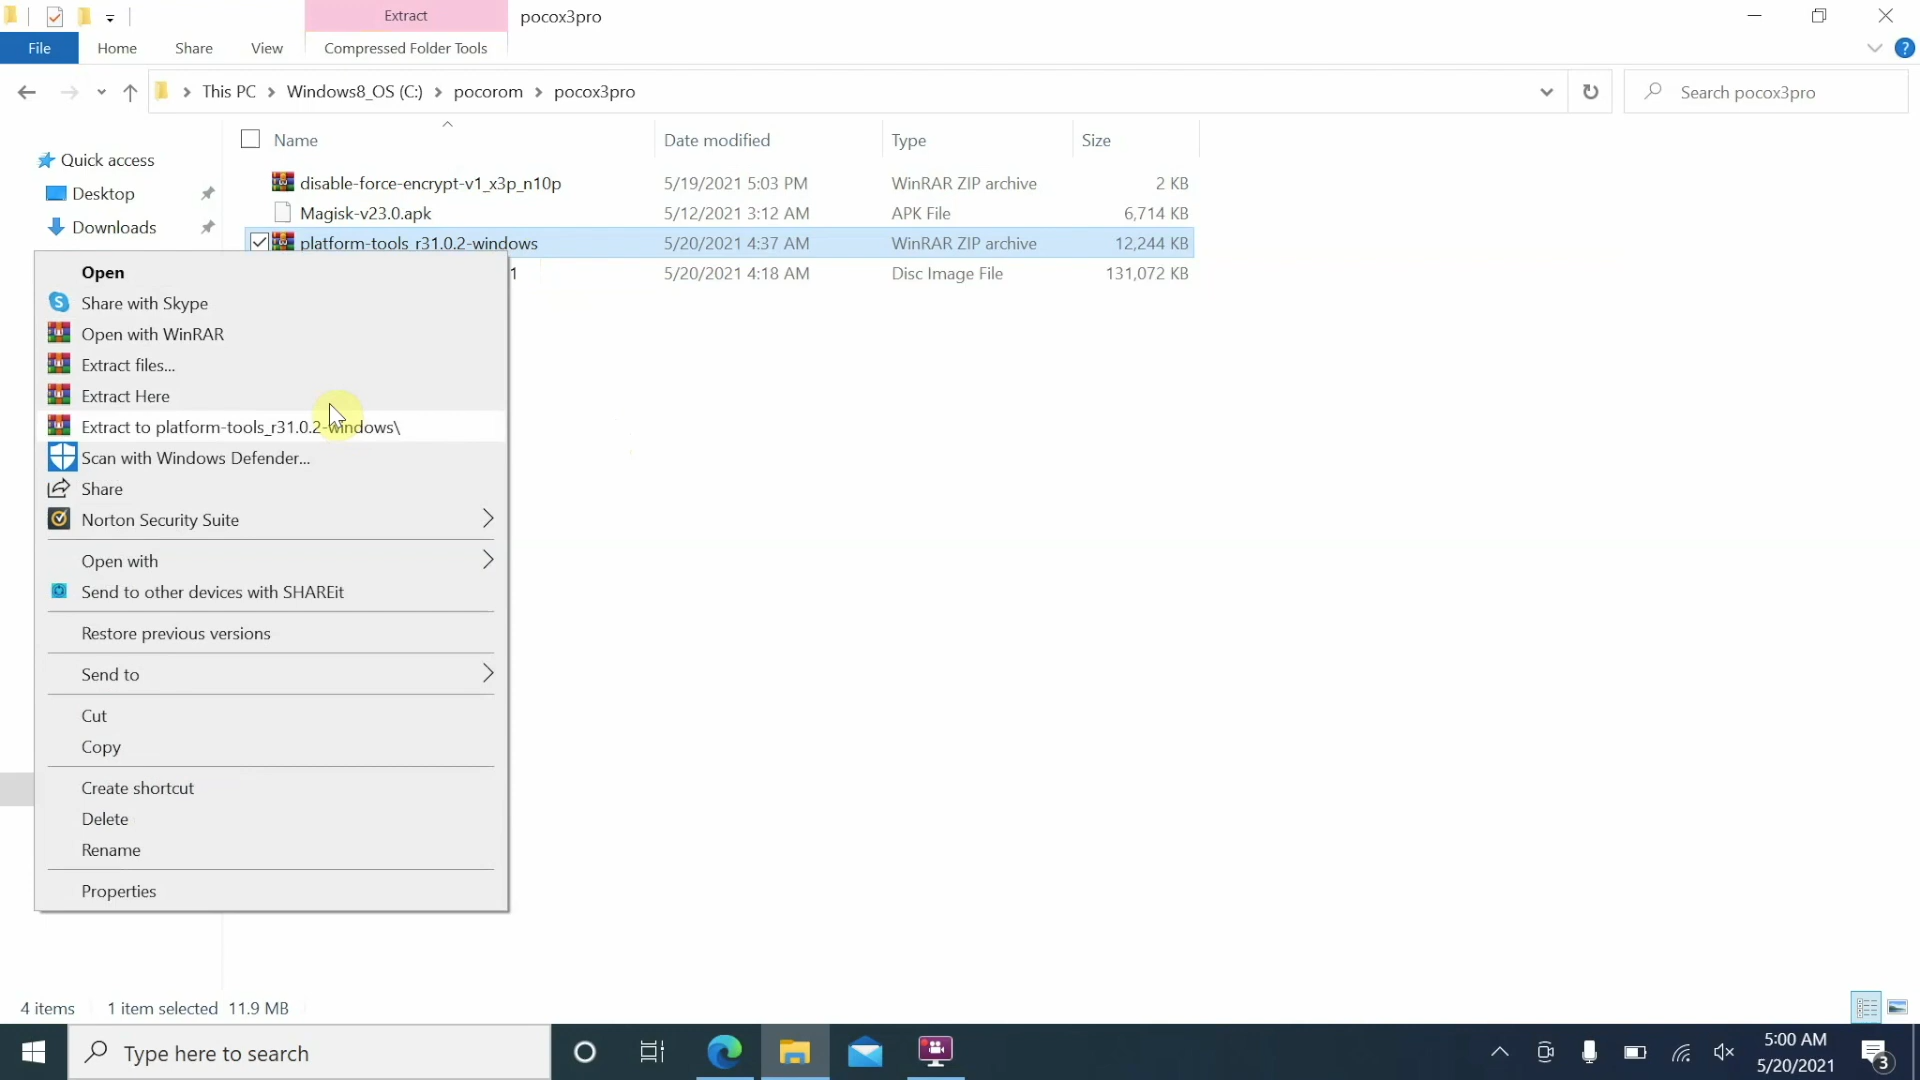 Extract
pocox3pro
File
Home
Share
View
Compressed Folder Tools
This PC
Windows8_OS (C:)
pocorom
pocox3pro
Search pocox3pro
Name
Date modified
Type
Size
Quick access
Desktop
Downloads
disable-force-encrypt-v1_x3p_n10p 5/19/2021 5:03 PM WinRAR ZIP archive 2 KB
Magisk-v23.0.apk 5/12/2021 3:12 AM APK File 6,714 KB
platform-tools_r31.0.2-windows 5/20/2021 4:37 AM WinRAR ZIP archive 12,244 KB
1 5/20/2021 4:18 AM Disc Image File 131,072 KB
Open
Share with Skype
Open with WinRAR
Extract files...
Extract Here
Extract to platform-tools_r31.0.2-windows\
Scan with Windows Defender...
Share
Norton Security Suite
Open with
Send to other devices with SHAREit
Restore previous versions
Send to
Cut
Copy
Create shortcut
Delete
Rename
Properties
4 items 1 item selected 11.9 MB
Type here to search
5:00 AM
5/20/2021
3